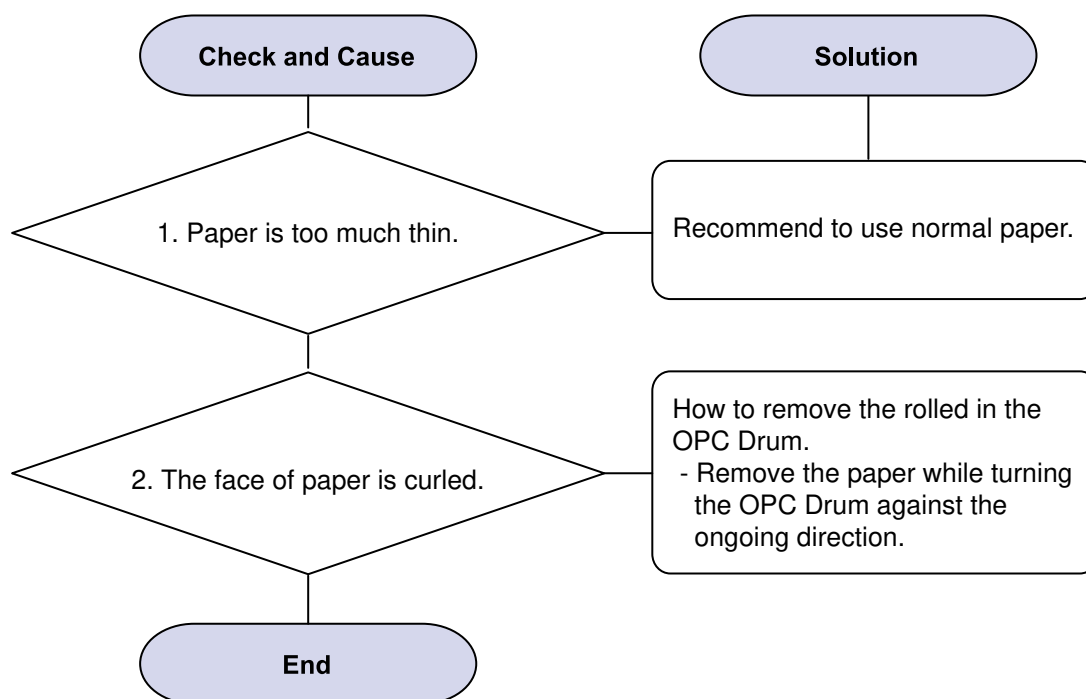 Check and Cause
Solution
1. Paper is too much thin.
Recommend to use normal paper.
2. The face of paper is curled.
How to remove the rolled in the
OPC Drum.
- Remove the paper while turning
the OPC Drum against the
ongoing direction.
End